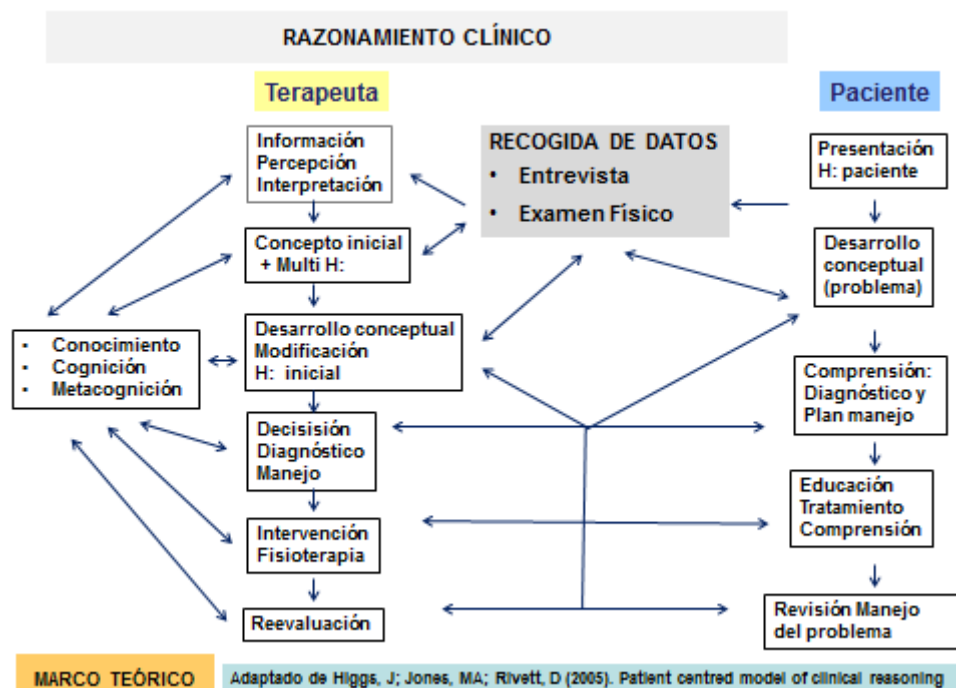 RAZONAMIENTO CLÍNICO
Terapeuta
Paciente
Información
Percepción
Interpretación
RECOGIDA DE DATOS
• Entrevista
• Examen Físico
Presentación
H: paciente
Concepto inicial
+ Multi H:
Desarrollo
conceptual
(problema)
• Conocimiento
• Cognición
• Metacognición
Desarrollo conceptual
Modificación
H: inicial
Comprensión:
Diagnóstico y
Plan manejo
Decisisión
Diagnóstico
Manejo
Educación
Tratamiento
Comprensión
Intervención
Fisioterapia
Reevaluación
Revisión Manejo
del problema
MARCO TEÓRICO
Adaptado de Higgs, J; Jones, MA; Rivett, D (2005). Patient centred model of clinical reasoning